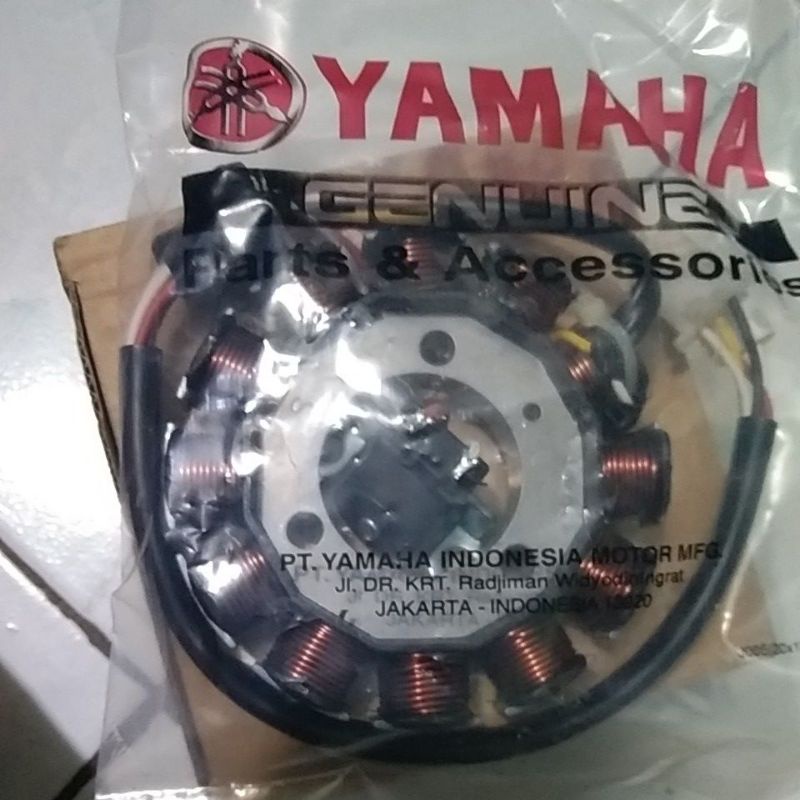 YAMAHA
GENUINE
Parts & Accessories
PT. YAMAHA INDONESIA MOTOR MFG.
Jl. DR. KRT. Radjiman Widyodiningrat
JAKARTA - INDONESIA 13920